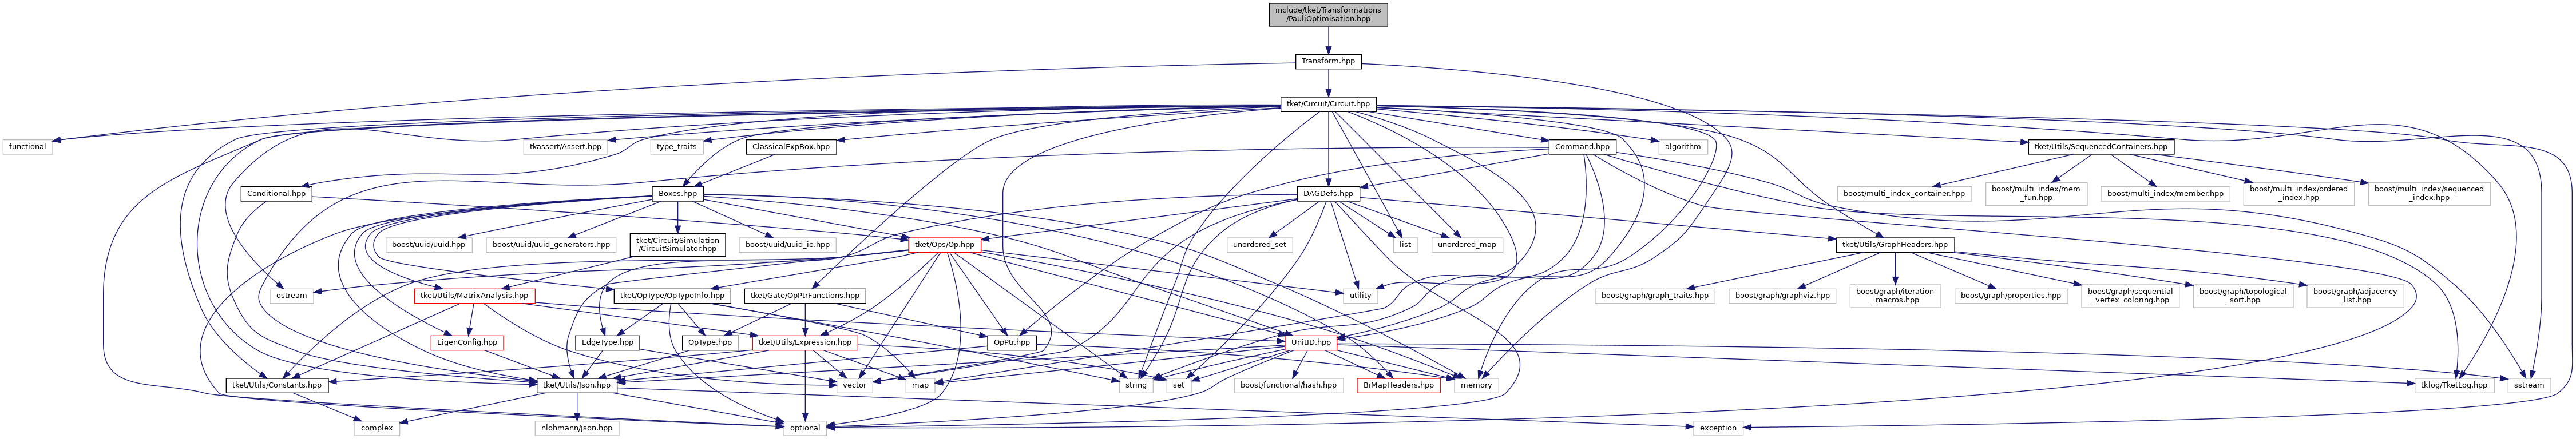 include/tket/Transformations
/PauliOptimisation.hpp
Transform.hpp
tket/Circuit/Circuit.hpp
functional
tkassert/Assert.hpp
type_traits
ClassicalExpBox.hpp
Command.hpp
algorithm
tket/Utils/SequencedContainers.hpp
Conditional.hpp
Boxes.hpp
DAGDefs.hpp
boost/multi_index_container.hpp
boost/multi_index/mem
_fun.hpp
boost/multi_index/member.hpp
boost/multi_index/ordered
_index.hpp
boost/multi_index/sequenced
_index.hpp
boost/uuid/uuid.hpp
boost/uuid/uuid_generators.hpp
tket/Circuit/Simulation
/CircuitSimulator.hpp
boost/uuid/uuid_io.hpp
tket/Ops/Op.hpp
unordered_set
list
unordered_map
tket/Utils/GraphHeaders.hpp
ostream
tket/Utils/MatrixAnalysis.hpp
tket/OpType/OpTypeInfo.hpp
tket/Gate/OpPtrFunctions.hpp
utility
boost/graph/graph_traits.hpp
boost/graph/graphviz.hpp
boost/graph/iteration
_macros.hpp
boost/graph/properties.hpp
boost/graph/sequential
_vertex_coloring.hpp
boost/graph/topological
_sort.hpp
boost/graph/adjacency
_list.hpp
EigenConfig.hpp
EdgeType.hpp
OpType.hpp
tket/Utils/Expression.hpp
OpPtr.hpp
UnitID.hpp
tket/Utils/Constants.hpp
tket/Utils/Json.hpp
vector
map
string
set
boost/functional/hash.hpp
BiMapHeaders.hpp
memory
tklog/TketLog.hpp
sstream
complex
nlohmann/json.hpp
optional
exception